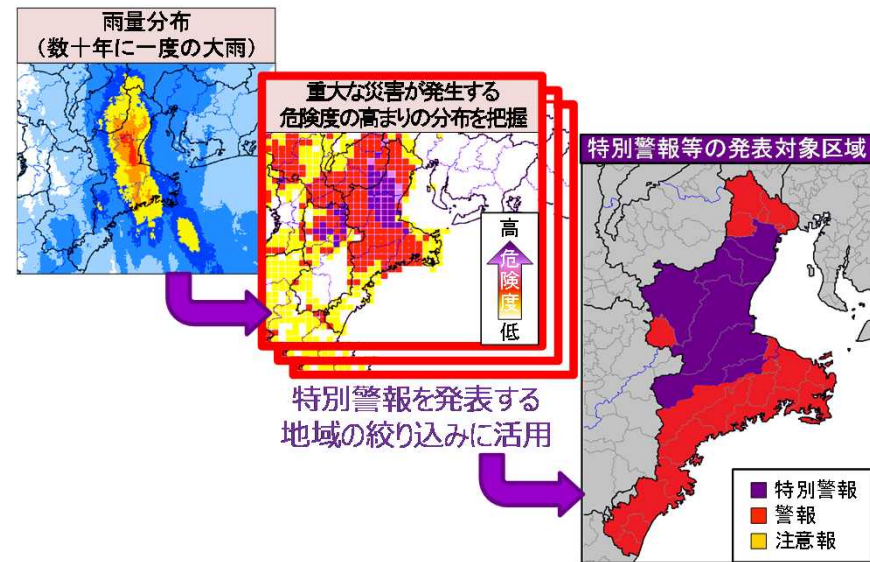 雨量分布
(数十年に一度の大雨)
重大な災害が発生する
危険度の高まりの分布を把握
高
危険度
低
特別警報を発表する
地域の絞り込みに活用
特別警報等の発表対象区域
特別警報
警報
注意報